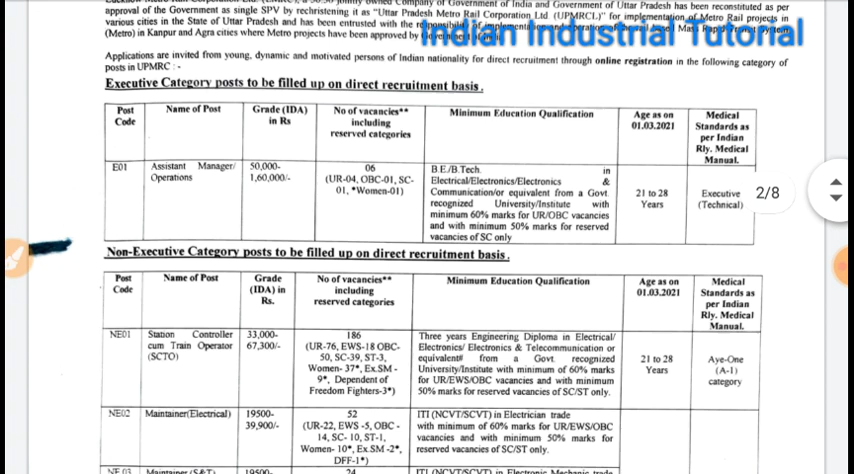 approval of the Government as single SPV by rechristening it as "Uttar Pradesh Metro Rail Corporation Ltd (UPMRCL)" for implementation of Metro Rail projects in
various cities in the State of Uttar Pradesh and has been entrusted with the
(Metro) in Kanpur and Agra cities where Metro projects have been approved by
Indian Industrial Tutorial
Applications are invited from young, dynamic and motivated persons of Indian nationality for direct recruitment through online registration in the following category of
posts in UPMRC : -
Executive Category posts to be filled up on direct recruitment basis.
Post Code
Name of Post
Grade (IDA) in Rs
No of vacancies** including reserved categories
Minimum Education Qualification
Age as on 01.03.2021
Medical Standards as per Indian Rly. Medical Manual.
E01
Assistant Manager/
Operations
50,000-
1,60,000/-
06
(UR-04, OBC-01, SC-
01, *Women-01)
B.E/B.Tech. in
Electrical/Electronics/Electronics &
Communication/or equivalent from a Govt.
recognized University/Institute with
minimum 60% marks for UR/OBC vacancies
and with minimum 50% marks for reserved
vacancies of SC only
21 to 28
Years
Executive
(Technical)
2/8
Non-Executive Category posts to be filled up on direct recruitment basis.
Post Code
Name of Post
Grade (IDA) in Rs.
No of vacancies** including reserved categories
Minimum Education Qualification
Age as on 01.03.2021
Medical Standards as per Indian Rly. Medical Manual.
NE01
Station Controller
cum Train Operator
(SCTO)
33,000-
67,300/-
186
(UR-76, EWS-18 OBC-
50, SC-39, ST-3,
Women- 37*, Ex.SM -
9*, Dependent of
Freedom Fighters-3*)
Three years Engineering Diploma in Electrical/
Electronics/ Electronics & Telecommunication or
equivalent# from a Govt. recognized
University/Institute with minimum of 60% marks
for UR/EWS/OBC vacancies and with minimum
50% marks for reserved vacancies of SC/ST only.
21 to 28
Years
Aye-One
(A-1)
category
NE02
Maintainer(Electrical)
19500-
39,900/-
52
(UR-22, EWS -5, OBC -
14, SC- 10, ST-1,
Women- 10*, Ex.SM -2*,
DFF-1*)
ITI (NCVT/SCVT) in Electrician trade
with minimum of 60% marks for UR/EWS/OBC
vacancies and with minimum 50% marks for
reserved vacancies of SC/ST only.
NE03
Maintainer (S&T)
19500-
24
ITI (NCVT/SCVT) in Electronic Mechanic trade